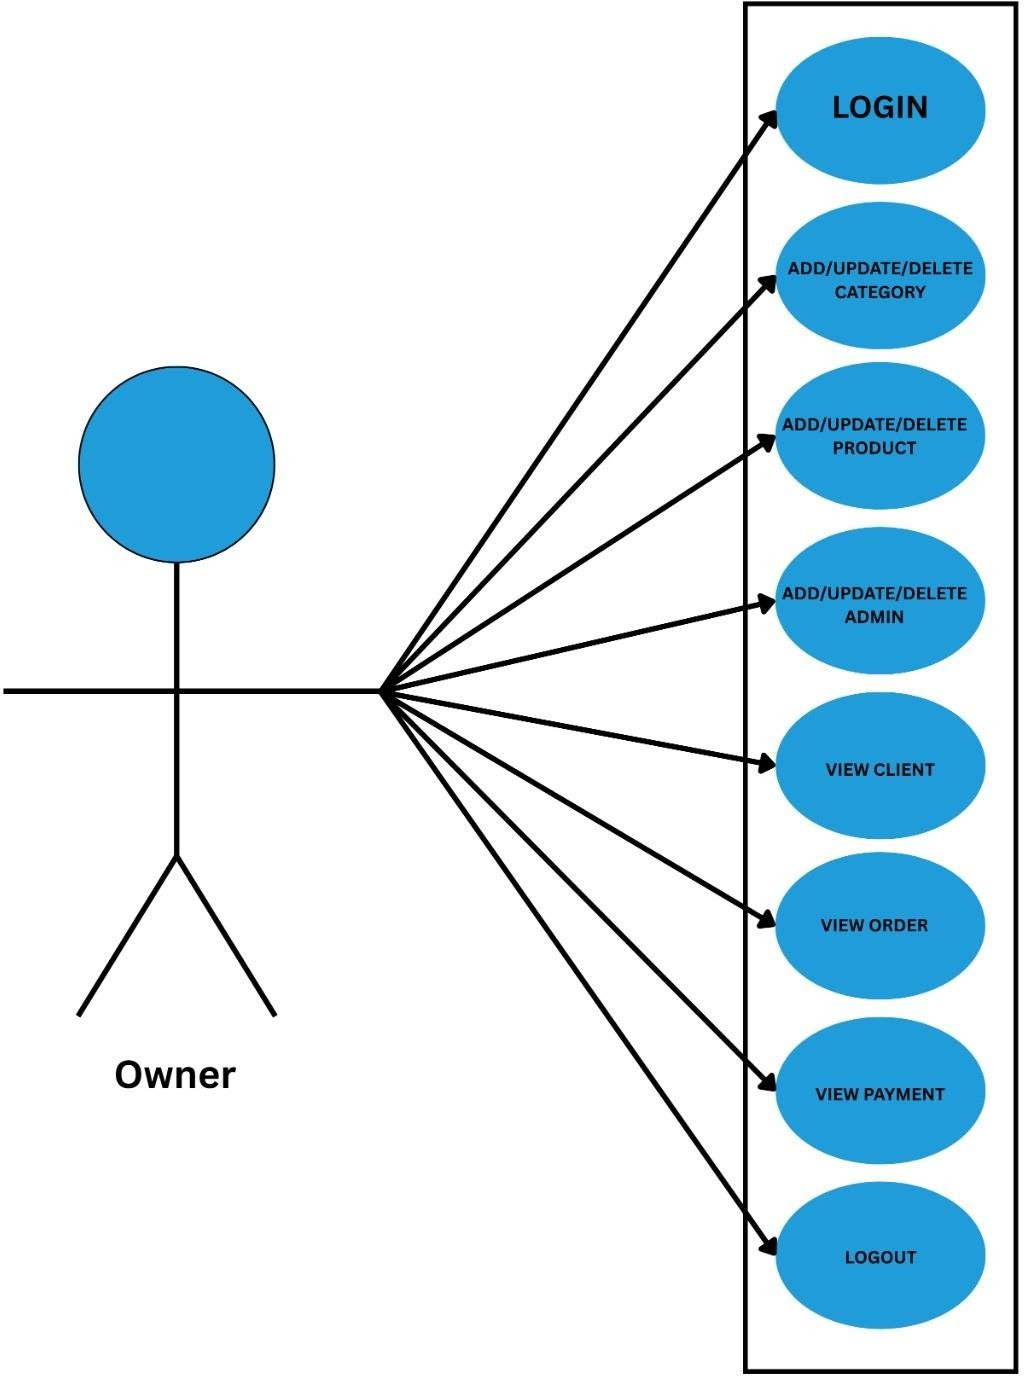 LOGIN
ADD/UPDATE/DELETE
CATEGORY
ADD/UPDATE/DELETE
PRODUCT
ADD/UPDATE/DELETE
ADMIN
VIEW CLIENT
VIEW ORDER
Owner
VIEW PAYMENT
LOGOUT